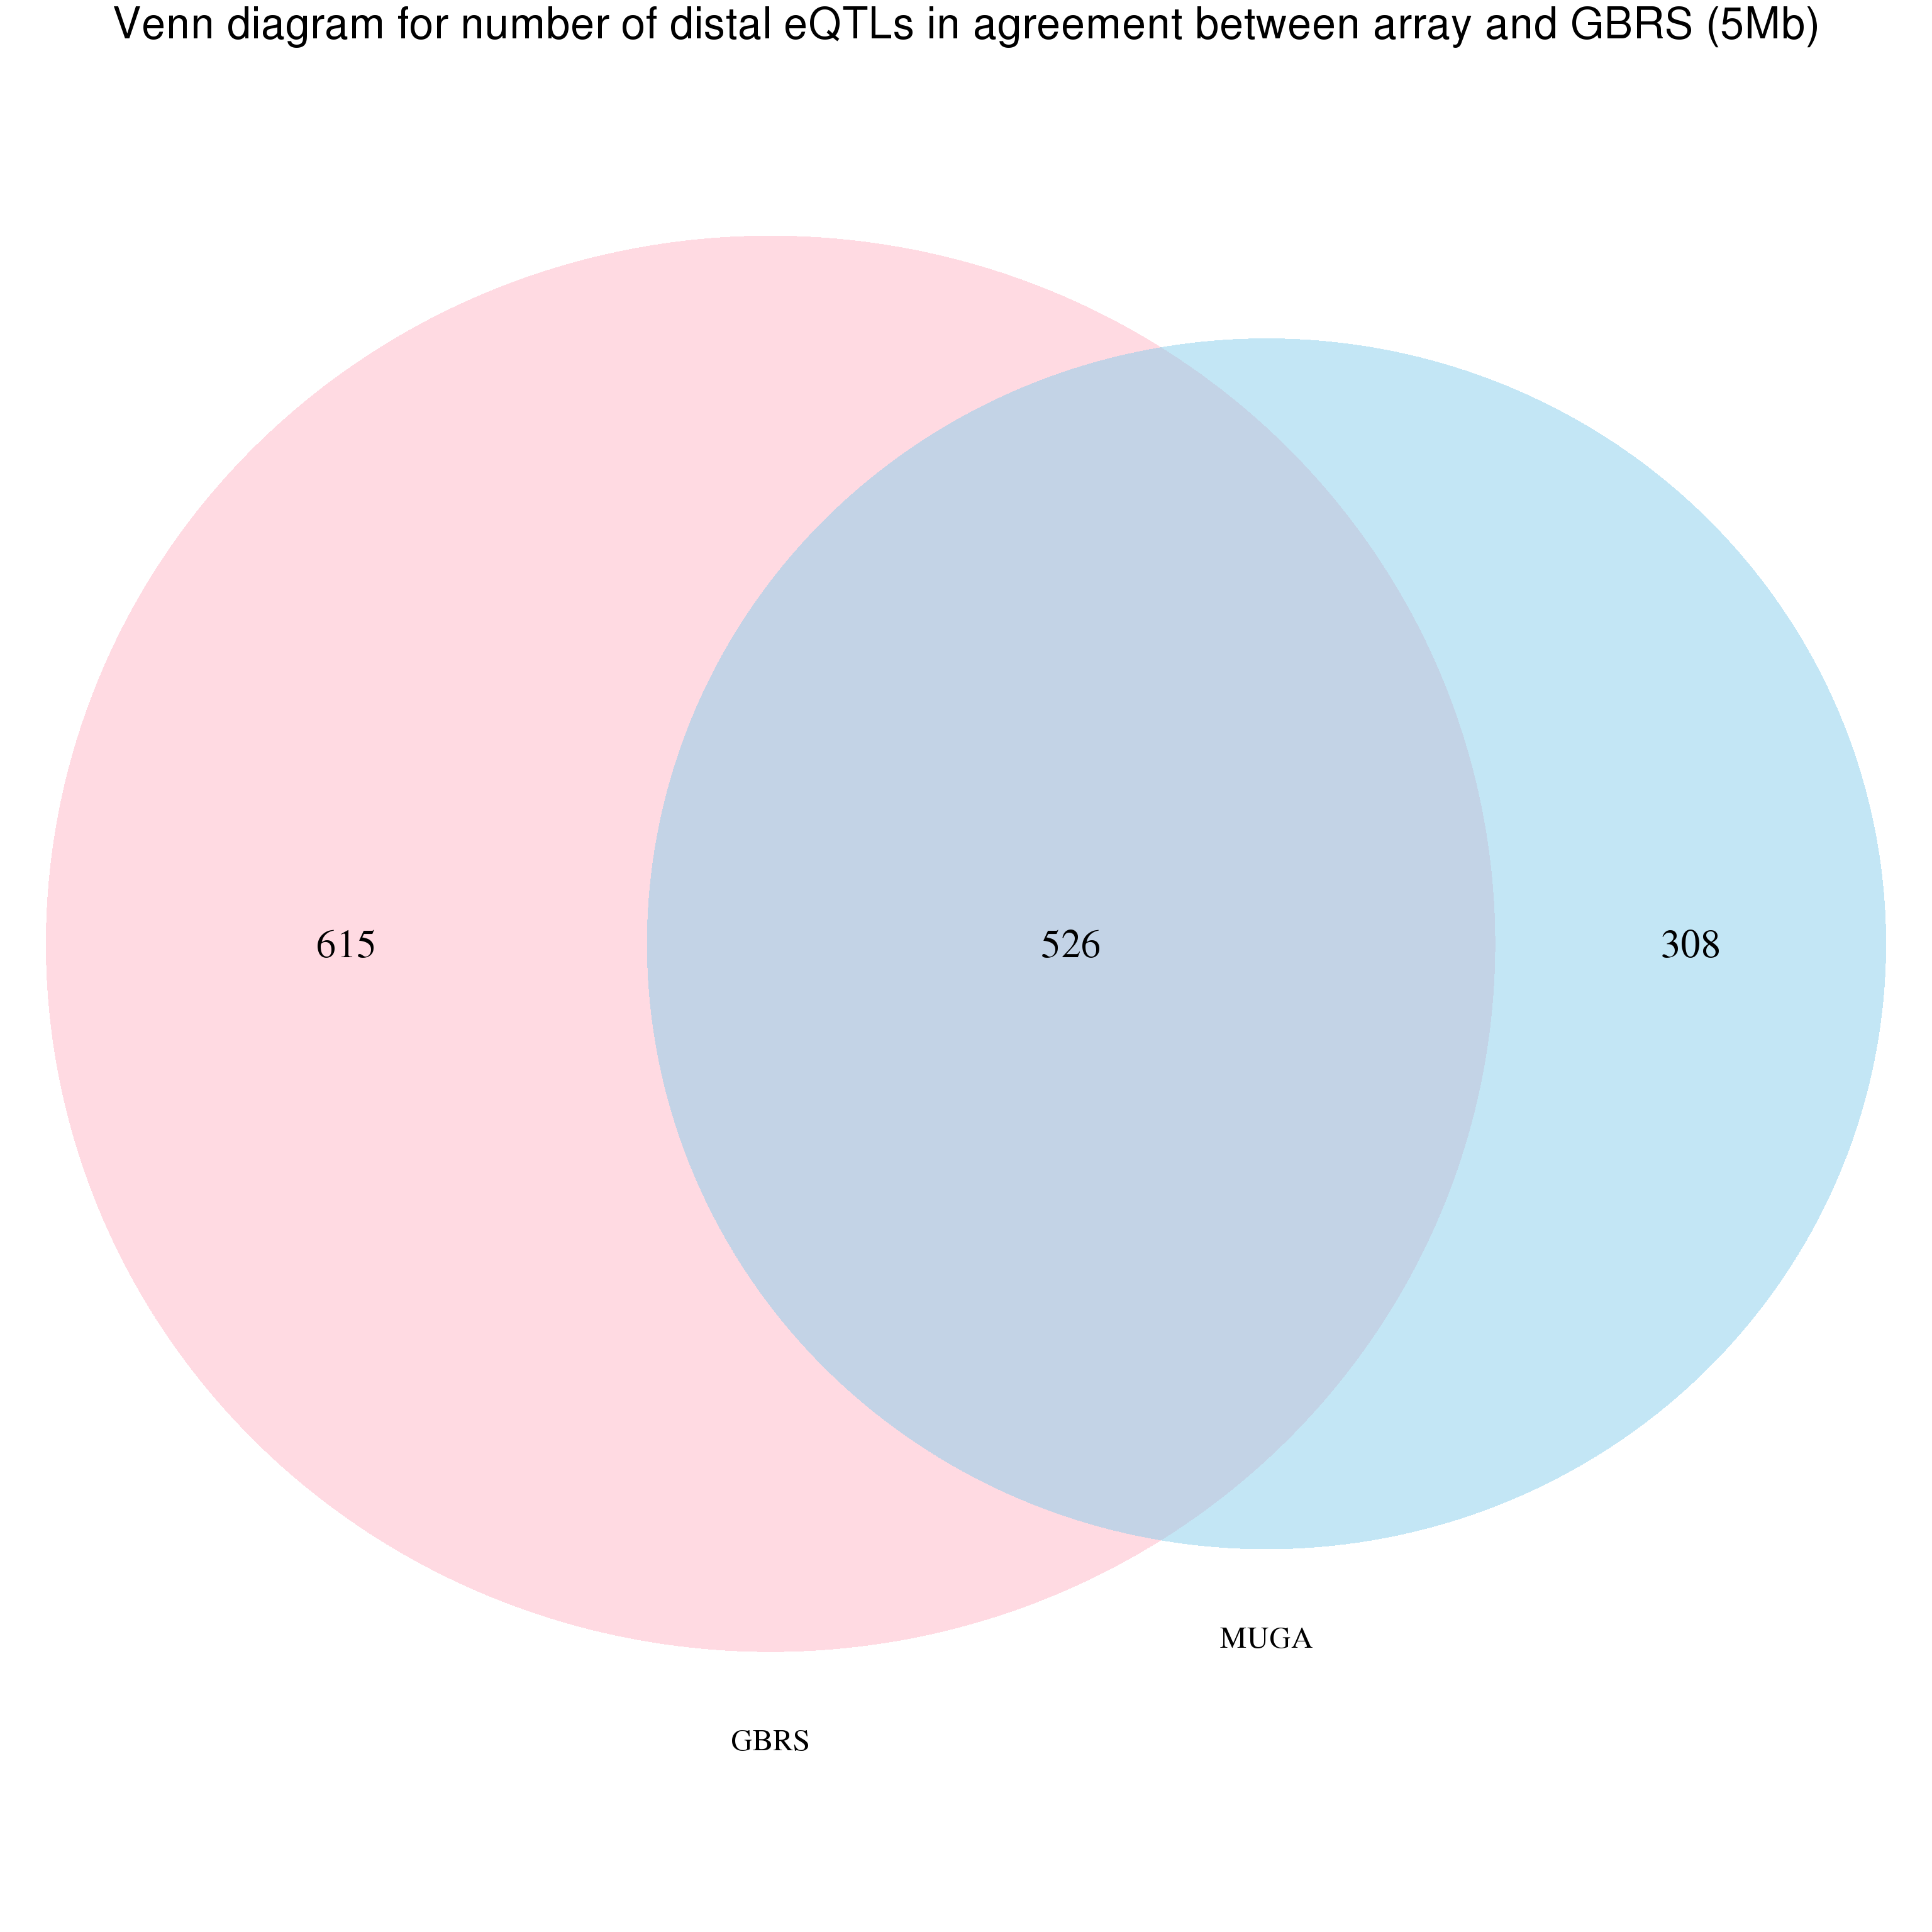 Venn diagram for number of distal eQTLs in agreement between array and GBRS (5Mb)
615
526
308
MUGA
GBRS